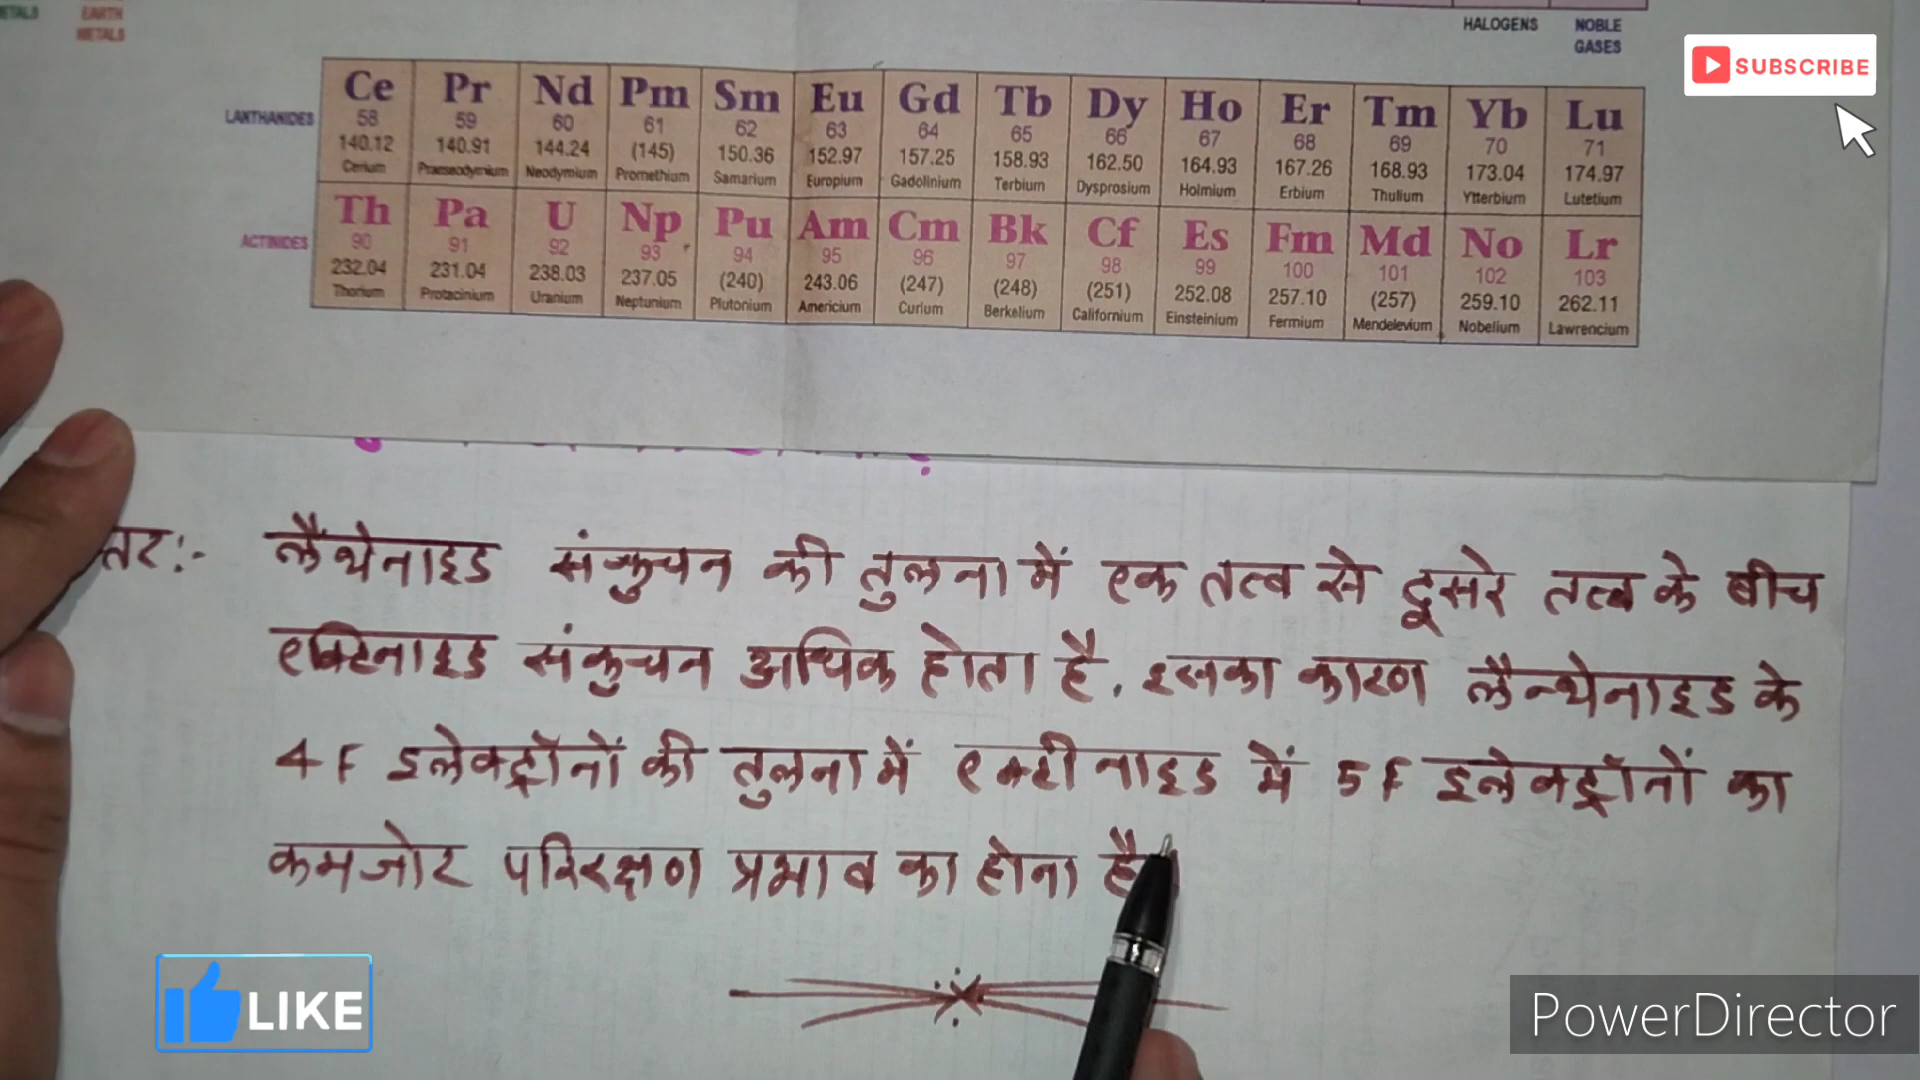 METALS
EARTH
METALS
HALOGENS
NOBLE
GASES
SUBSCRIBE
LANTHANIDES
Ce Pr Nd Pm Sm Eu Gd Tb Dy Ho Er Tm Yb Lu
58 59 60 61 62 63 64 65 66 67 68 69 70 71
140.12 140.91 144.24 (145) 150.36 152.97 157.25 158.93 162.50 164.93 167.26 168.93 173.04 174.97
Cerium Praeseodymium Neodymium Promethium Samarium Europium Gadolinium Terbium Dysprosium Holmium Erbium Thulium Ytterbium Lutetium
ACTINIDES
Th Pa U Np Pu Am Cm Bk Cf Es Fm Md No Lr
90 91 92 93 94 95 96 97 98 99 100 101 102 103
232.04 231.04 238.03 237.05 (240) 243.06 (247) (248) (251) 252.08 257.10 (257) 259.10 262.11
Thorium Protacinium Uranium Neptunium Plutonium Americium Curium Berkelium Californium Einsteinium Fermium Mendelevium Nobelium Lawrencium
तर:- लैंथेनाइड संकुचन की तुलना में एक तत्व से दूसरे तत्व के बीच
एक्टिनाइड संकुचन अधिक होता है. इसका कारण लैन्थेनाइड के
4F इलेक्ट्रॉनों की तुलना में एक्टीनाइड में 5F इलेक्ट्रॉनों का
कमजोर परिरक्षण प्रभाव का होना है।
LIKE
PowerDirector